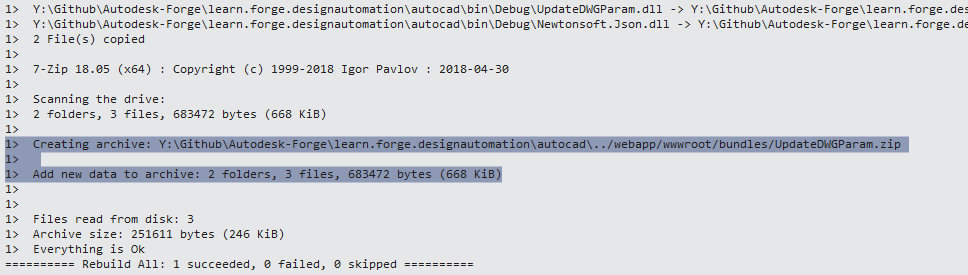 1>  Y:\Github\Autodesk-Forge\learn.forge.designautomation\autocad\bin\Debug\UpdateDWGParam.dll -> Y:\Github\Autodesk-Forge\learn.forge.des
1>  Y:\Github\Autodesk-Forge\learn.forge.designautomation\autocad\bin\Debug\Newtonsoft.Json.dll -> Y:\Github\Autodesk-Forge\learn.forge.de
1>  2 File(s) copied
1>
1>  7-Zip 18.05 (x64) : Copyright (c) 1999-2018 Igor Pavlov : 2018-04-30
1>
1>  Scanning the drive:
1>  2 folders, 3 files, 683472 bytes (668 KiB)
1>
1>  Creating archive: Y:\Github\Autodesk-Forge\learn.forge.designautomation\autocad\../webapp/wwwroot/bundles/UpdateDWGParam.zip
1>
1>  Add new data to archive: 2 folders, 3 files, 683472 bytes (668 KiB)
1>
1>
1>  Files read from disk: 3
1>  Archive size: 251611 bytes (246 KiB)
1>  Everything is Ok
========== Rebuild All: 1 succeeded, 0 failed, 0 skipped ==========